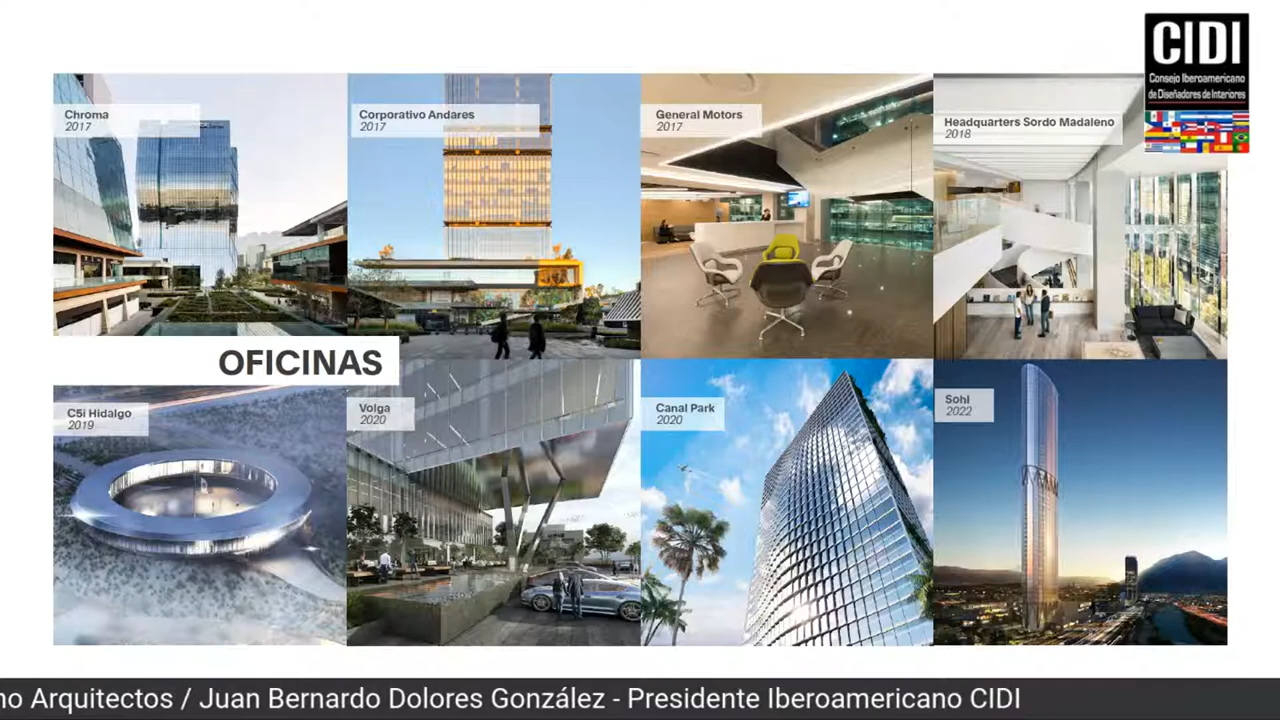 CIDI
Consejo Iberoamericano
de Diseñadores de Interiores
Chroma
2017
Corporativo Andares
2017
General Motors
2017
Headquarters Sordo Madaleno
2018
OFICINAS
C5i Hidalgo
2019
Volga
2020
Canal Park
2020
Sohl
2022
no Arquitectos / Juan Bernardo Dolores González - Presidente Iberoamericano CIDI